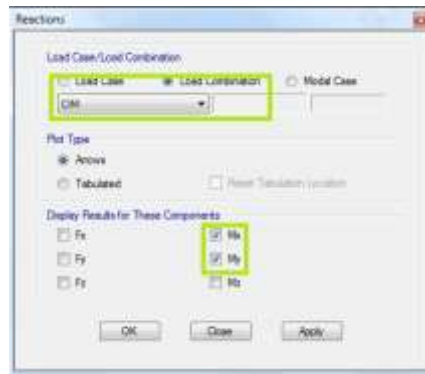 Reactions
Load Case/Load Combination
Load Case Load Combination Modal Case
Plot Type
Arrows
Tabulated Reset Tabulation Location
Display Results for These Components
Fx Mx
Fy My
Fz Mz
OK Close Apply